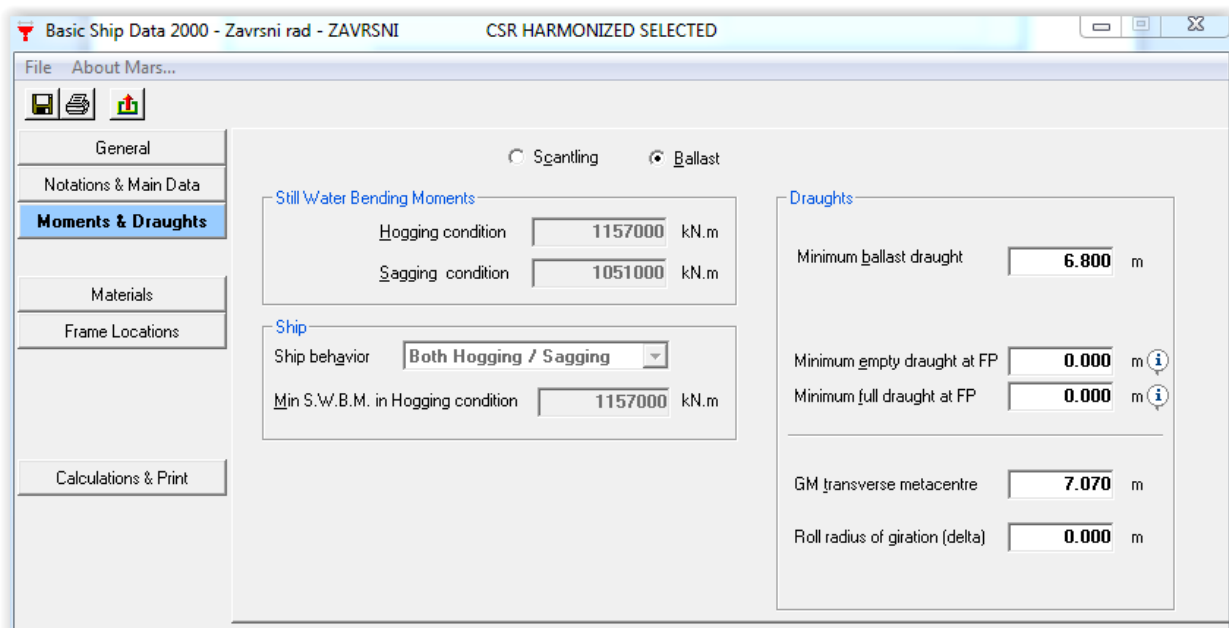 Basic Ship Data 2000 - Zavrsni rad - ZAVRSNI CSR HARMONIZED SELECTED
File About Mars...
General
Notations & Main Data
Moments & Draughts
Materials
Frame Locations
Calculations & Print
Scantling Ballast
Still Water Bending Moments
Hogging condition 1157000 kN.m
Sagging condition 1051000 kN.m
Ship
Ship behavior Both Hogging / Sagging
Min S.W.B.M. in Hogging condition 1157000 kN.m
Draughts
Minimum ballast draught 6.800 m
Minimum empty draught at FP 0.000 m i
Minimum full draught at FP 0.000 m i
GM transverse metacentre 7.070 m
Roll radius of giration (delta) 0.000 m